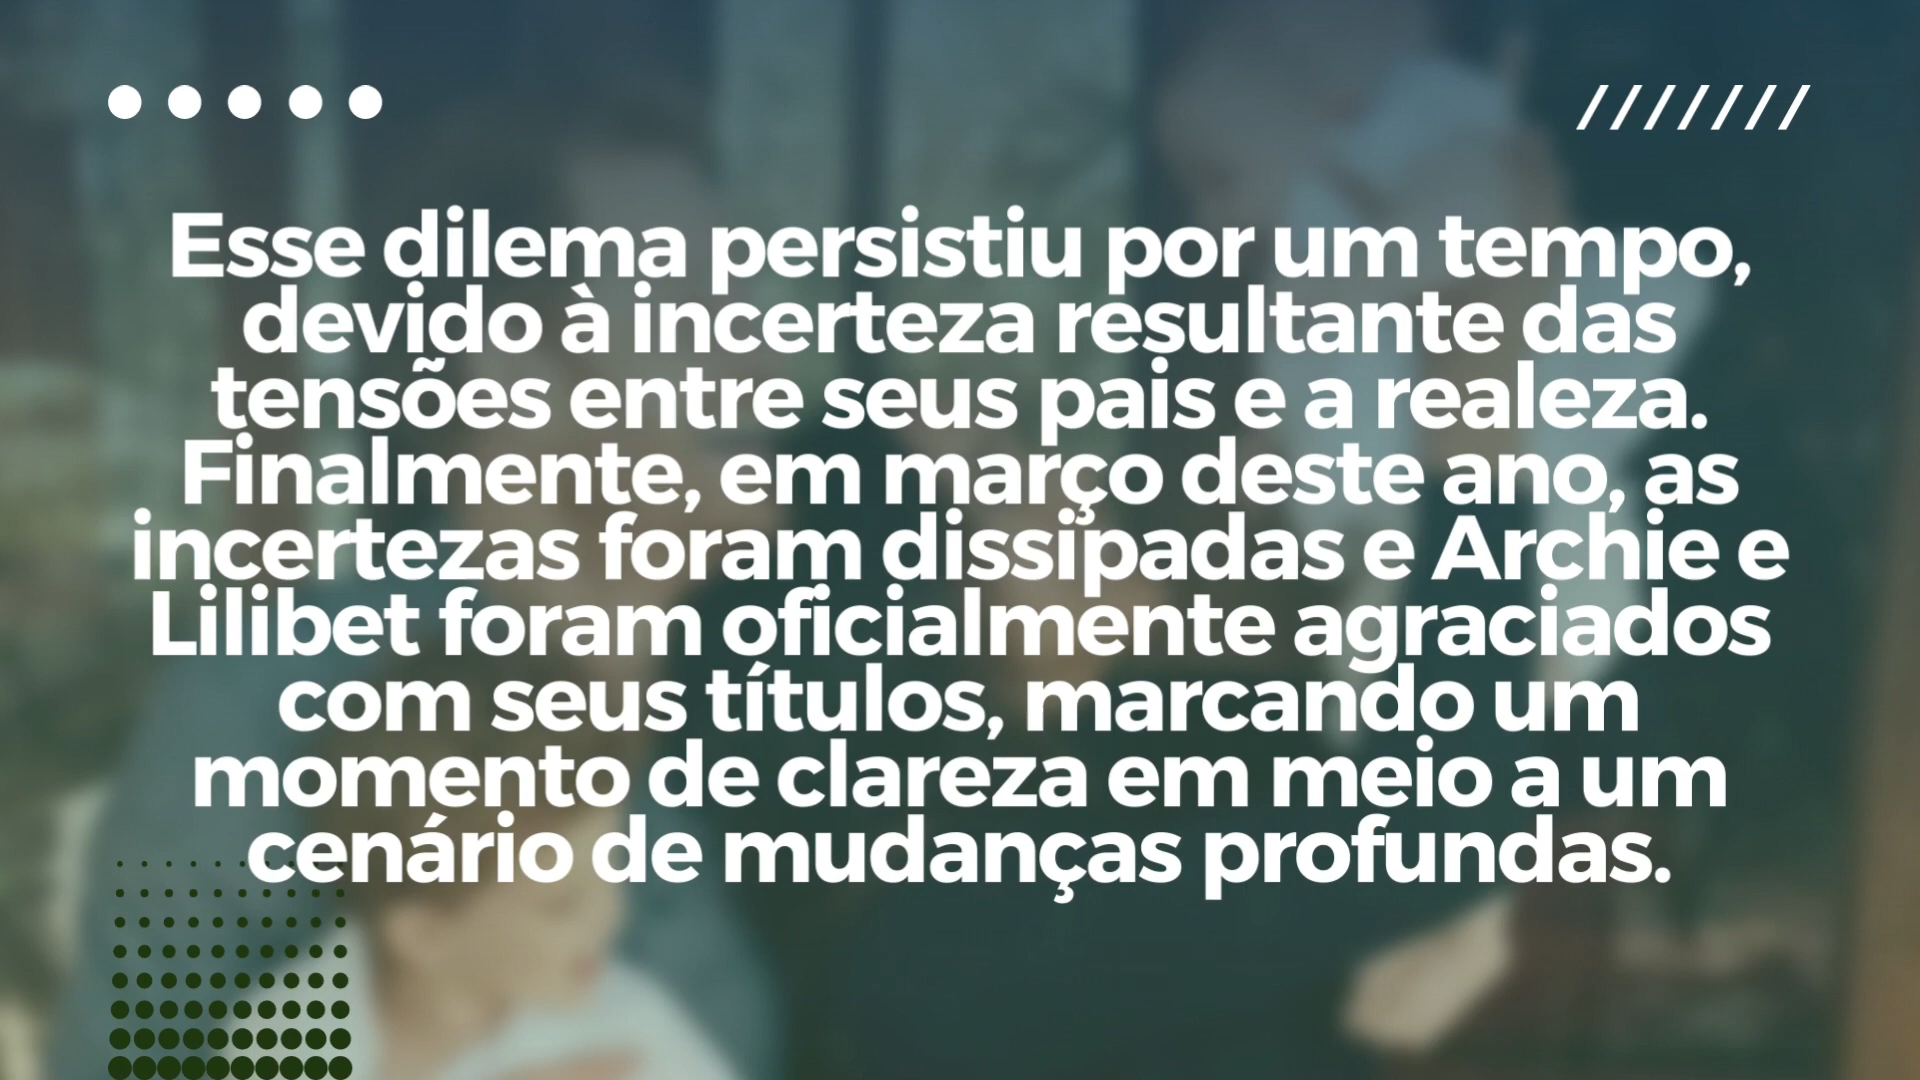 Esse dilema persistiu por um tempo,
devido à incerteza resultante das
tensões entre seus pais e a realeza.
Finalmente, em março deste ano, as
incertezas foram dissipadas e Archie e
Lilibet foram oficialmente agraciados
com seus títulos, marcando um
momento de clareza em meio a um
cenário de mudanças profundas.